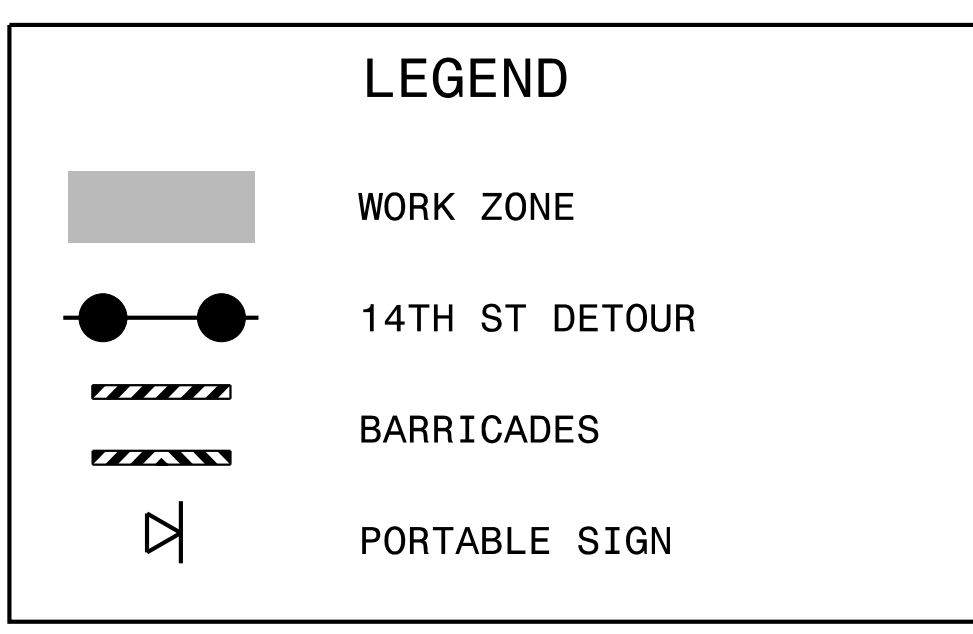 LEGEND
WORK ZONE
14TH ST DETOUR
BARRICADES
PORTABLE SIGN